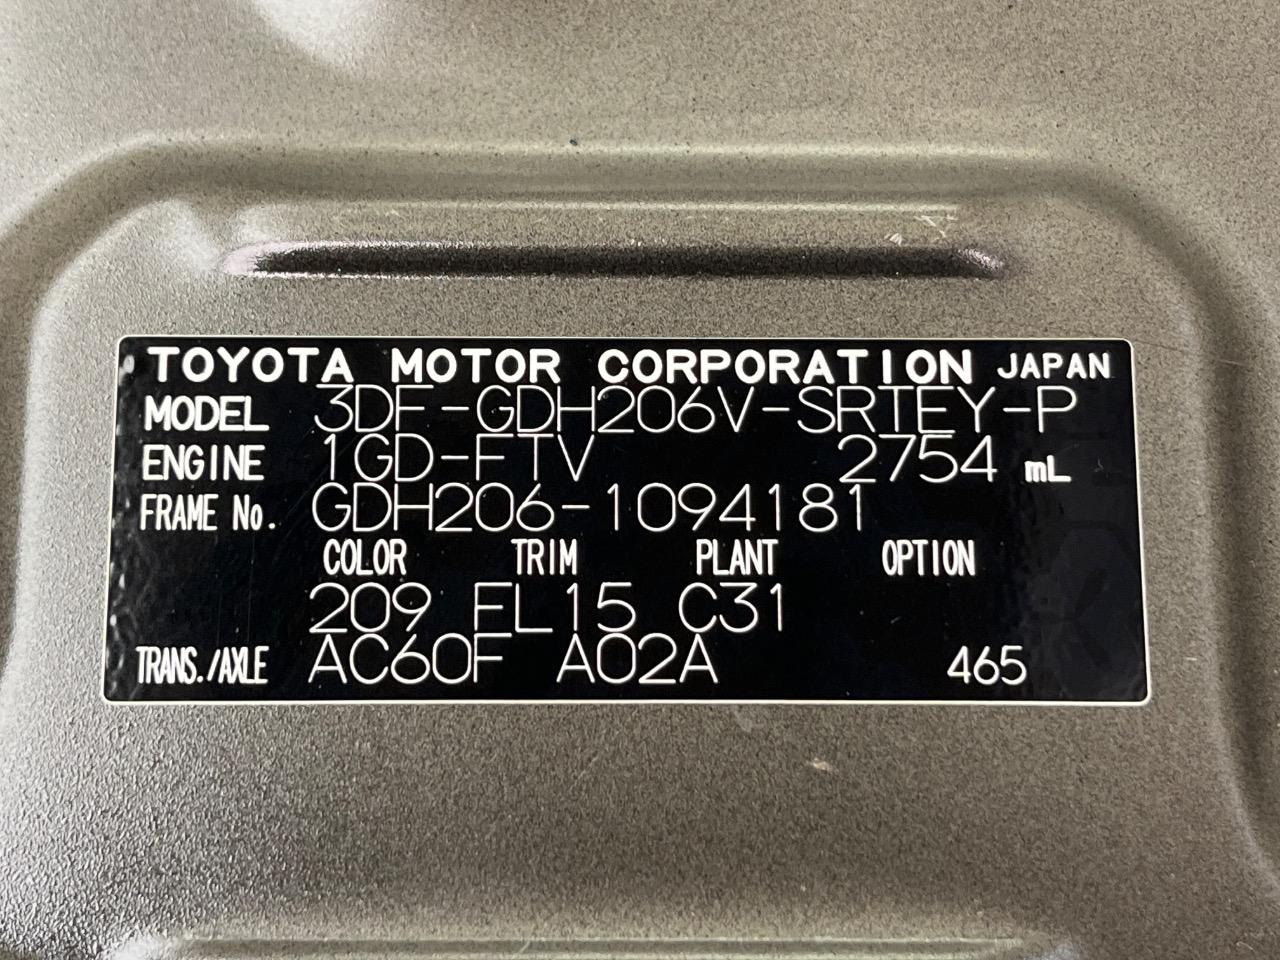 TOYOTA MOTOR CORPORATION JAPAN
MODEL 3DF-GDH206V-SRTEY-P
ENGINE 1GD-FTV 2754 mL
FRAME No. GDH206-1094181
COLOR TRIM PLANT OPTION
209 FL15 C31
TRANS./AXLE AC60F A02A 465